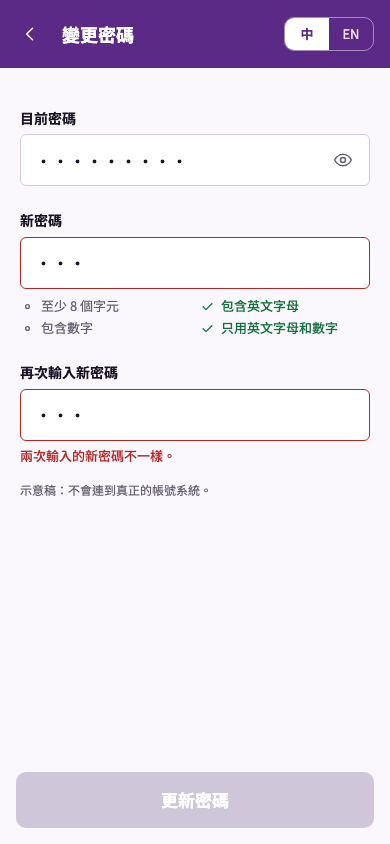 變更密碼
中
EN
目前密碼
• • • • • • • • •
新密碼
• • •
至少 8 個字元
包含英文字母
包含數字
只用英文字母和數字
再次輸入新密碼
• • •
兩次輸入的新密碼不一樣。
示意稿：不會連到真正的帳號系統。
更新密碼